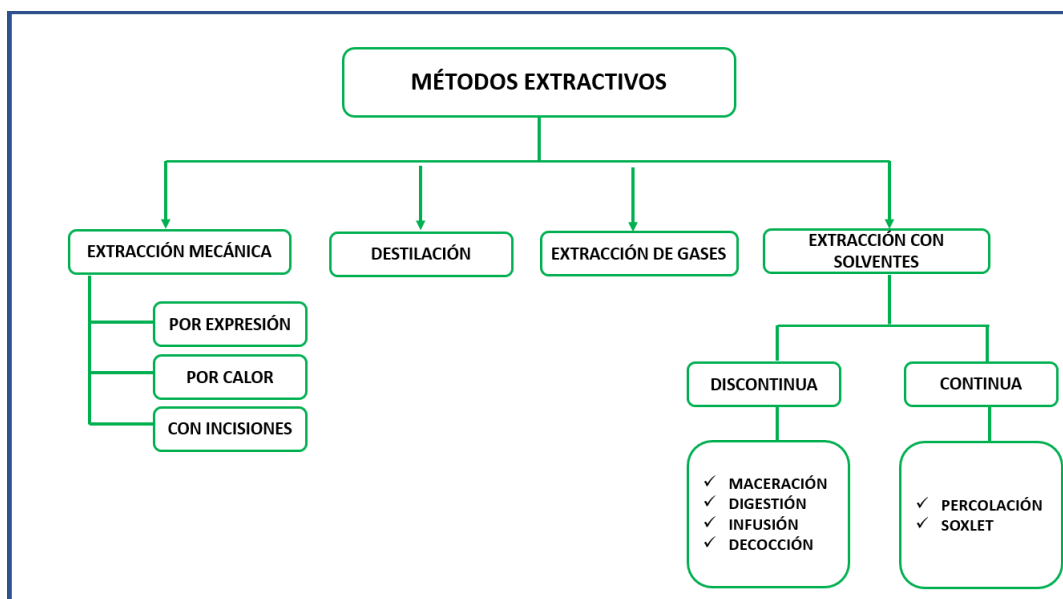 MÉTODOS EXTRACTIVOS
EXTRACCIÓN MECÁNICA
DESTILACIÓN
EXTRACCIÓN DE GASES
EXTRACCIÓN CON
SOLVENTES
POR EXPRESIÓN
POR CALOR
CON INCISIONES
DISCONTINUA
CONTINUA
✓ MACERACIÓN
✓ DIGESTIÓN
✓ INFUSIÓN
✓ DECOCCIÓN
✓ PERCOLACIÓN
✓ SOXLET